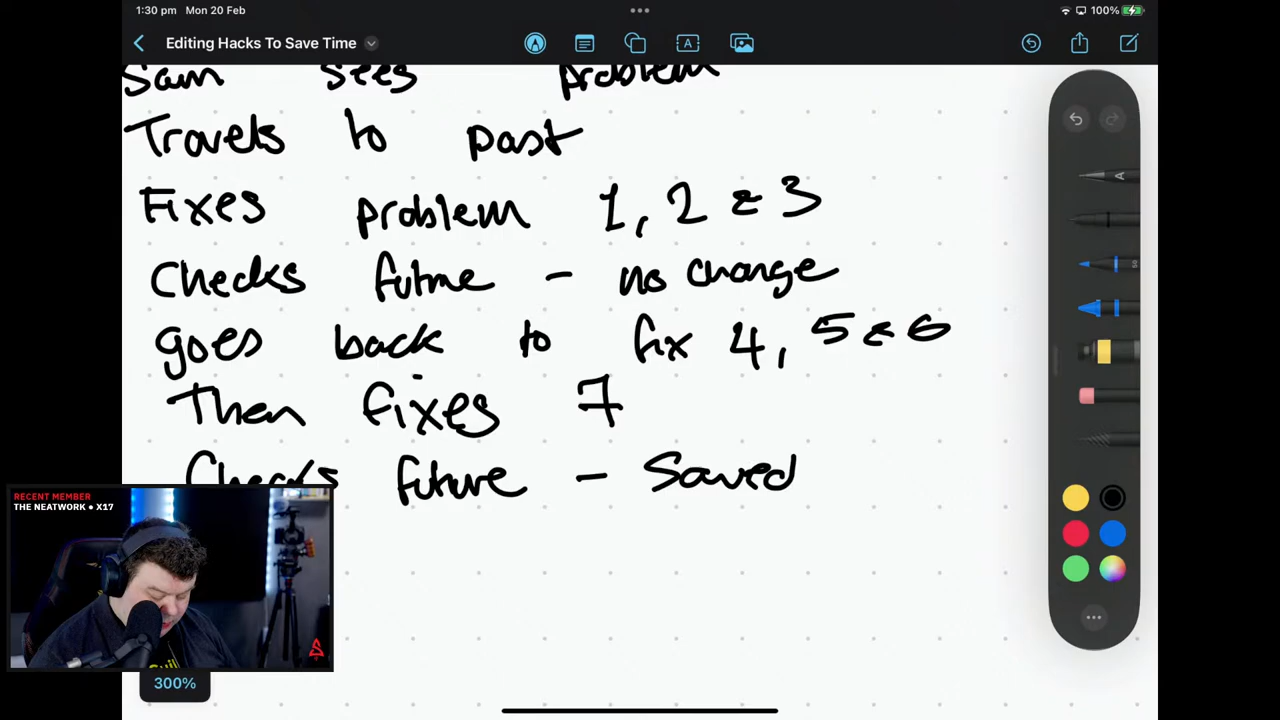 1:30 pm Mon 20 Feb
100%
Editing Hacks To Save Time
A
Sam sees problem
Travels to past
Fixes problem 1, 2 & 3
Checks future - no change
goes back to fix 4, 5 & 6
Then fixes 7
Checks future - Saved
RECENT MEMBER
THE NEATWORK • X17
300%
A
50